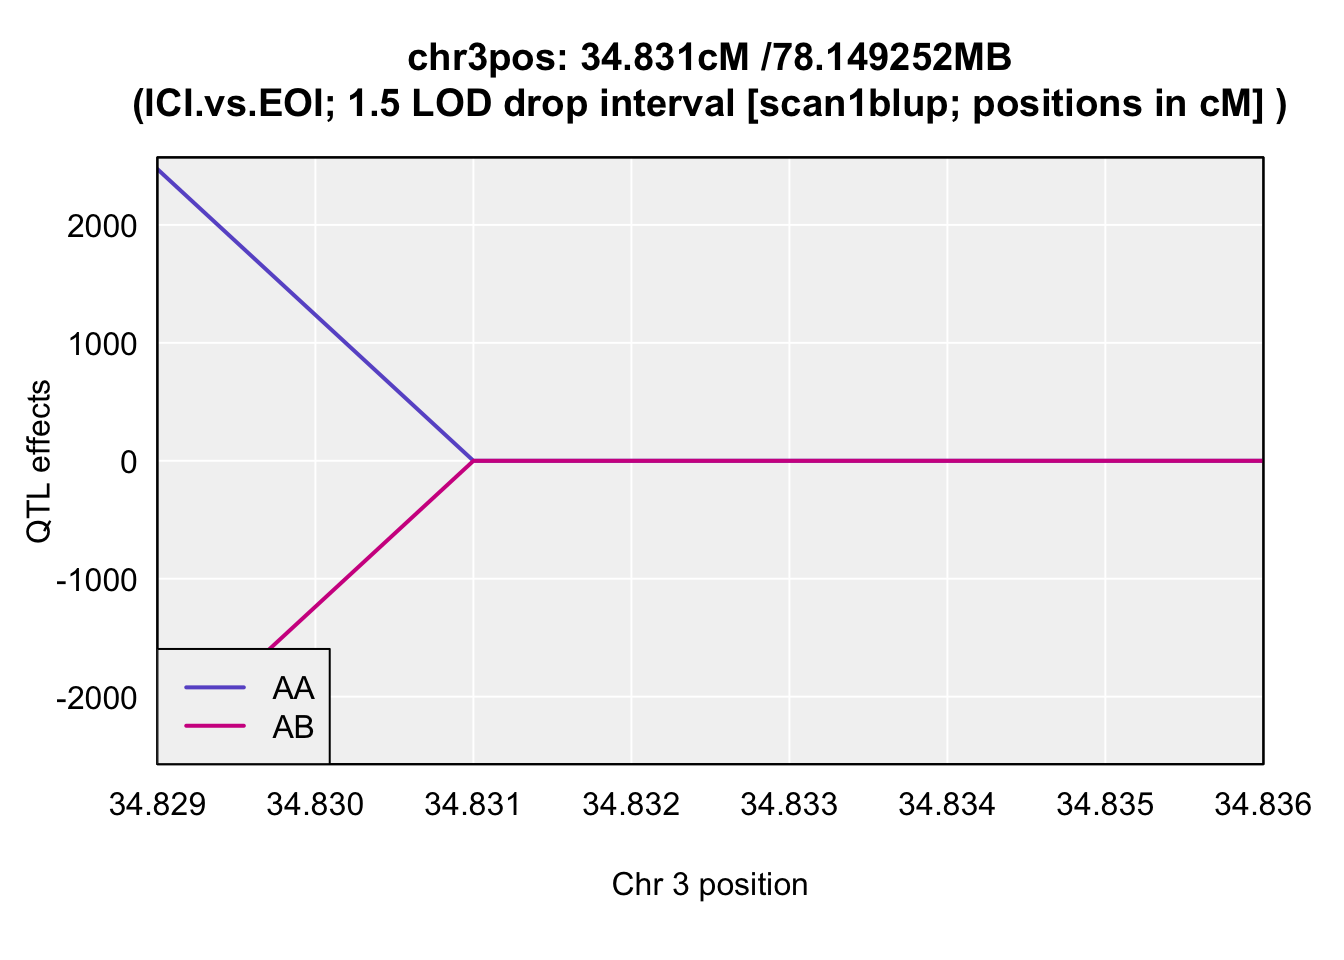 chr3pos: 34.831cM /78.149252MB
(ICI.vs.EOI; 1.5 LOD drop interval [scan1blup; positions in cM] )
QTL effects
2000
1000
0
-1000
-2000
AA
AB
34.829 34.830 34.831 34.832 34.833 34.834 34.835 34.836
Chr 3 position